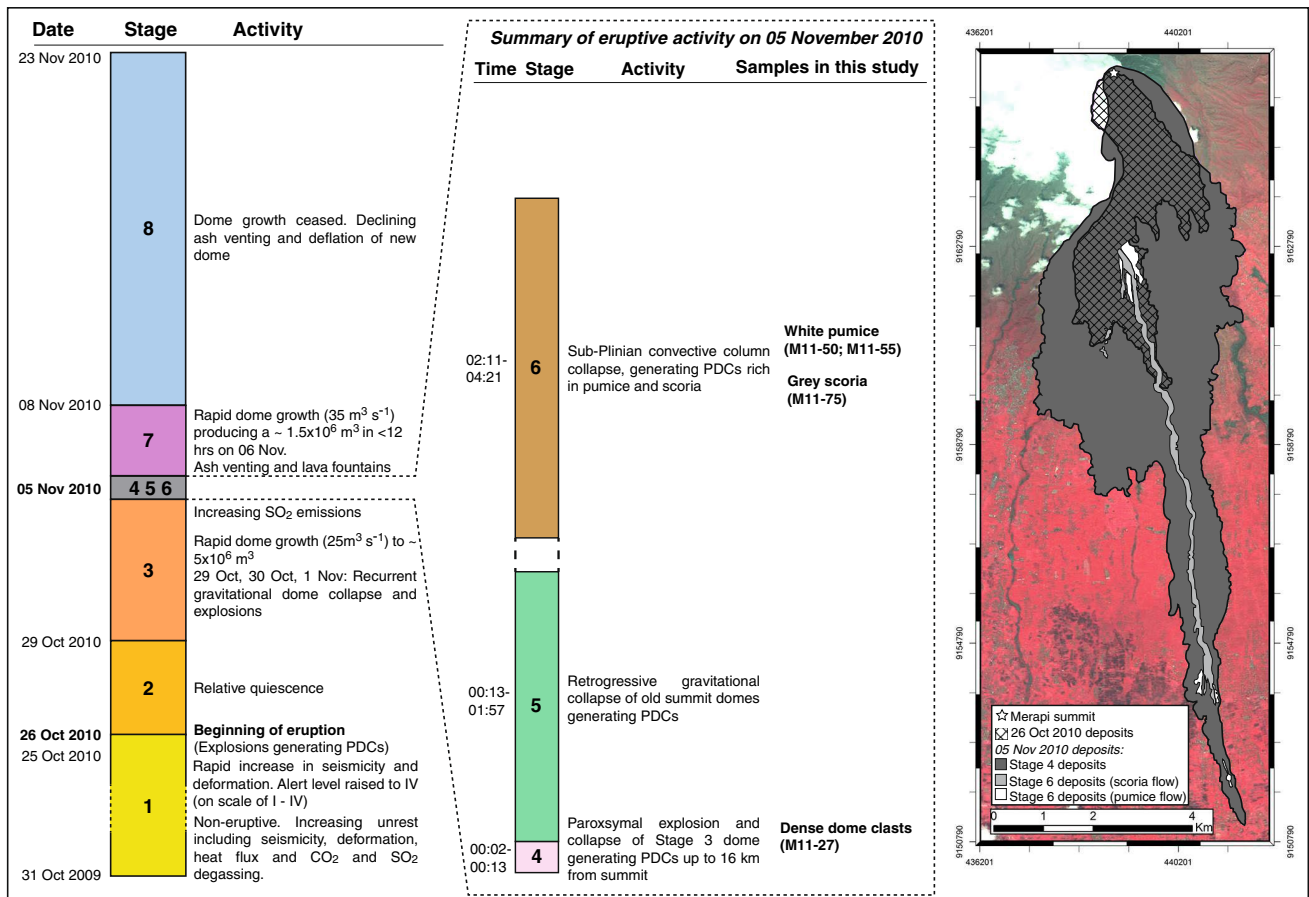 Date Stage Activity
23 Nov 2010
8
Dome growth ceased. Declining
ash venting and deflation of new
dome
08 Nov 2010
7
Rapid dome growth (35 m³ s⁻¹)
producing a ~ 1.5x10⁶ m³ in <12
hrs on 06 Nov.
Ash venting and lava fountains
05 Nov 2010
4 5 6
Increasing SO₂ emissions
3
Rapid dome growth (25m³ s⁻¹) to ~
5x10⁶ m³
29 Oct, 30 Oct, 1 Nov: Recurrent
gravitational dome collapse and
explosions
29 Oct 2010
2
Relative quiescence
26 Oct 2010
Beginning of eruption
(Explosions generating PDCs)
25 Oct 2010
Rapid increase in seismicity and
deformation. Alert level raised to IV
(on scale of I - IV)
1
Non-eruptive. Increasing unrest
including seismicity, deformation,
heat flux and CO₂ and SO₂
degassing.
31 Oct 2009
Summary of eruptive activity on 05 November 2010
Time Stage Activity Samples in this study
02:11-
04:21
6
Sub-Plinian convective column
collapse, generating PDCs rich
in pumice and scoria
White pumice
(M11-50; M11-55)
Grey scoria
(M11-75)
00:13-
01:57
5
Retrogressive gravitational
collapse of old summit domes
generating PDCs
00:02-
00:13
4
Paroxsymal explosion and
collapse of Stage 3 dome
generating PDCs up to 16 km
from summit
Dense dome clasts
(M11-27)
436201 440201
9162790 9162790
9158790 9158790
9154790 9154790
9150790 9150790
Merapi summit
26 Oct 2010 deposits
05 Nov 2010 deposits:
Stage 4 deposits
Stage 6 deposits (scoria flow)
Stage 6 deposits (pumice flow)
0 1 2 4
Km
436201 440201